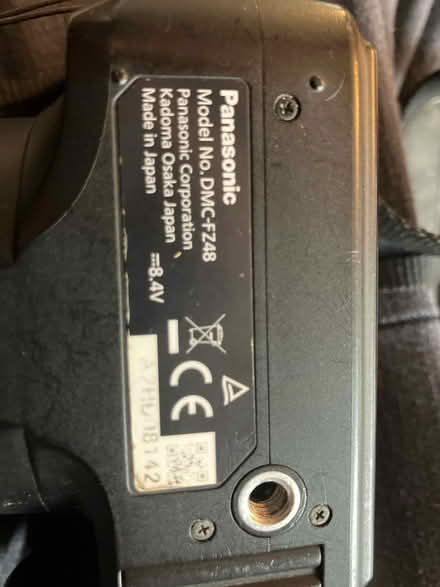 Panasonic
Model No. DMC-FZ48
Panasonic Corporation
Kadoma Osaka Japan
Made in Japan
⎓8.4V
CE